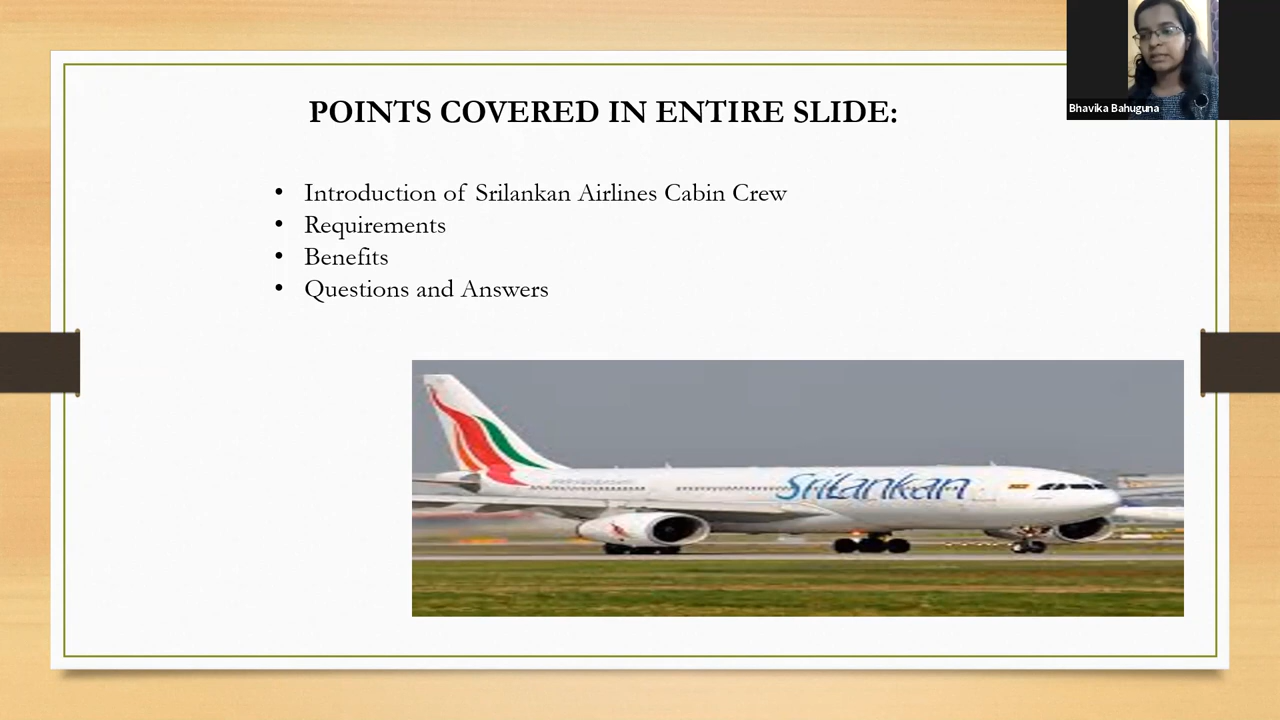 POINTS COVERED IN ENTIRE SLIDE:
Bhavika Bahuguna
• Introduction of Srilankan Airlines Cabin Crew
• Requirements
• Benefits
• Questions and Answers
SriLankan